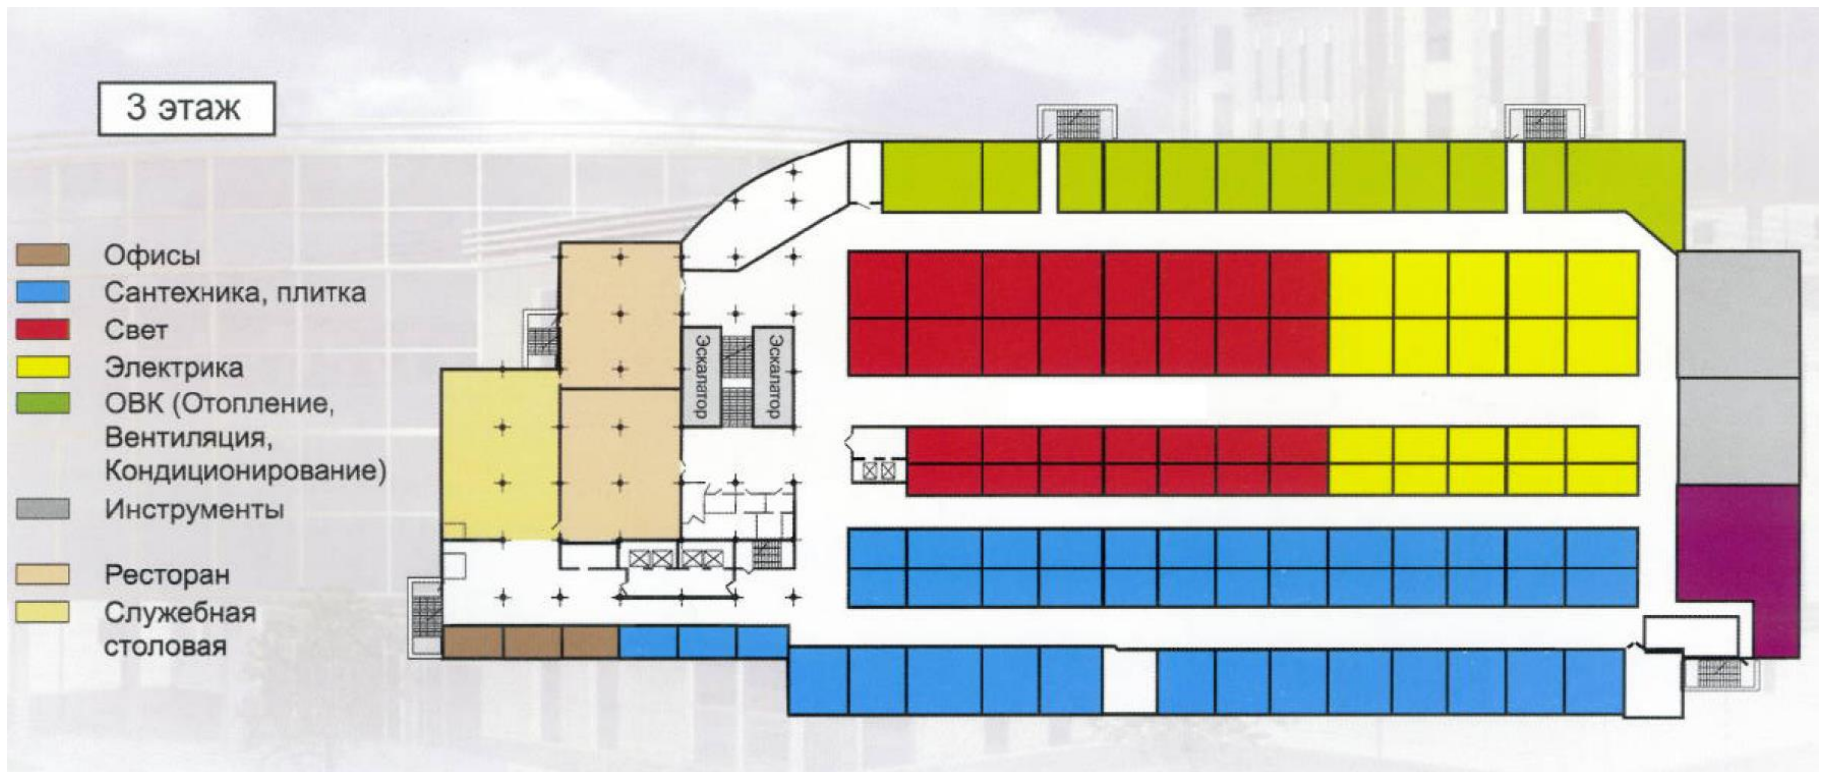 3 этаж
Офисы
Сантехника, плитка
Свет
Электрика
ОВК (Отопление,
Вентиляция,
Кондиционирование)
Инструменты
Ресторан
Служебная
столовая
Эскалатор
Эскалатор